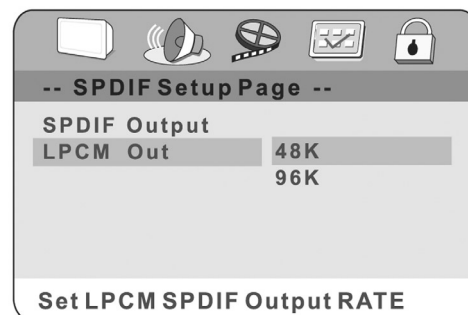 -- SPDIF Setup Page --
SPDIF Output
LPCM Out 48K
96K
Set LPCM SPDIF Output RATE